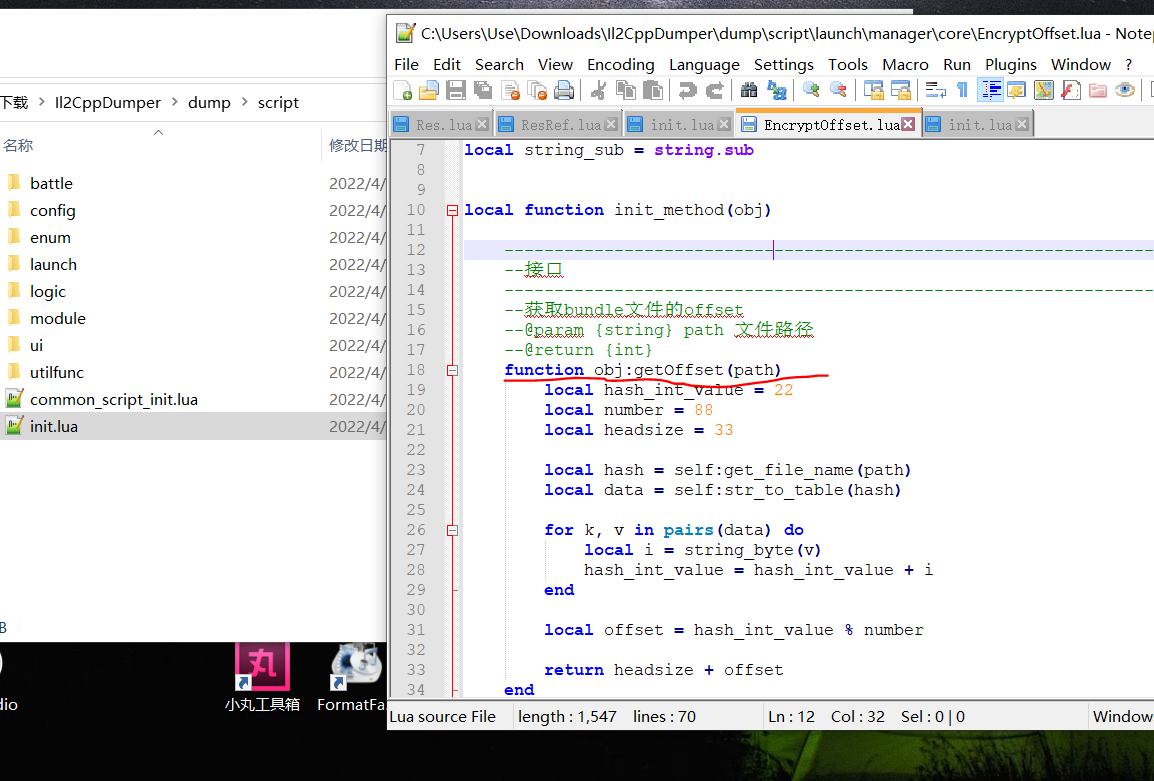 C:\Users\Use\Downloads\Il2CppDumper\dump\script\launch\manager\core\EncryptOffset.lua - Notep
File Edit Search View Encoding Language Settings Tools Macro Run Plugins Window ?
下载 > Il2CppDumper > dump > script
名称 修改日期
battle 2022/4/
config 2022/4/
enum 2022/4/
launch 2022/4/
logic 2022/4/
module 2022/4/
ui 2022/4/
utilfunc 2022/4/
common_script_init.lua 2022/4/
init.lua 2022/4/
B
Res.lua ResRef.lua init.lua EncryptOffset.lua init.lua
7 local string_sub = string.sub
8
9
10 local function init_method(obj)
11
12 --------------------------------------------------------------
13 --接口
14 --------------------------------------------------------------
15 --获取bundle文件的offset
16 --@param {string} path 文件路径
17 --@return {int}
18 function obj:getOffset(path)
19 local hash_int_value = 22
20 local number = 88
21 local headsize = 33
22
23 local hash = self:get_file_name(path)
24 local data = self:str_to_table(hash)
25
26 for k, v in pairs(data) do
27 local i = string_byte(v)
28 hash_int_value = hash_int_value + i
29 end
30
31 local offset = hash_int_value % number
32
33 return headsize + offset
34 end
Lua source File length : 1,547 lines : 70 Ln : 12 Col : 32 Sel : 0 | 0 Window
丸
dio 小丸工具箱 FormatFa